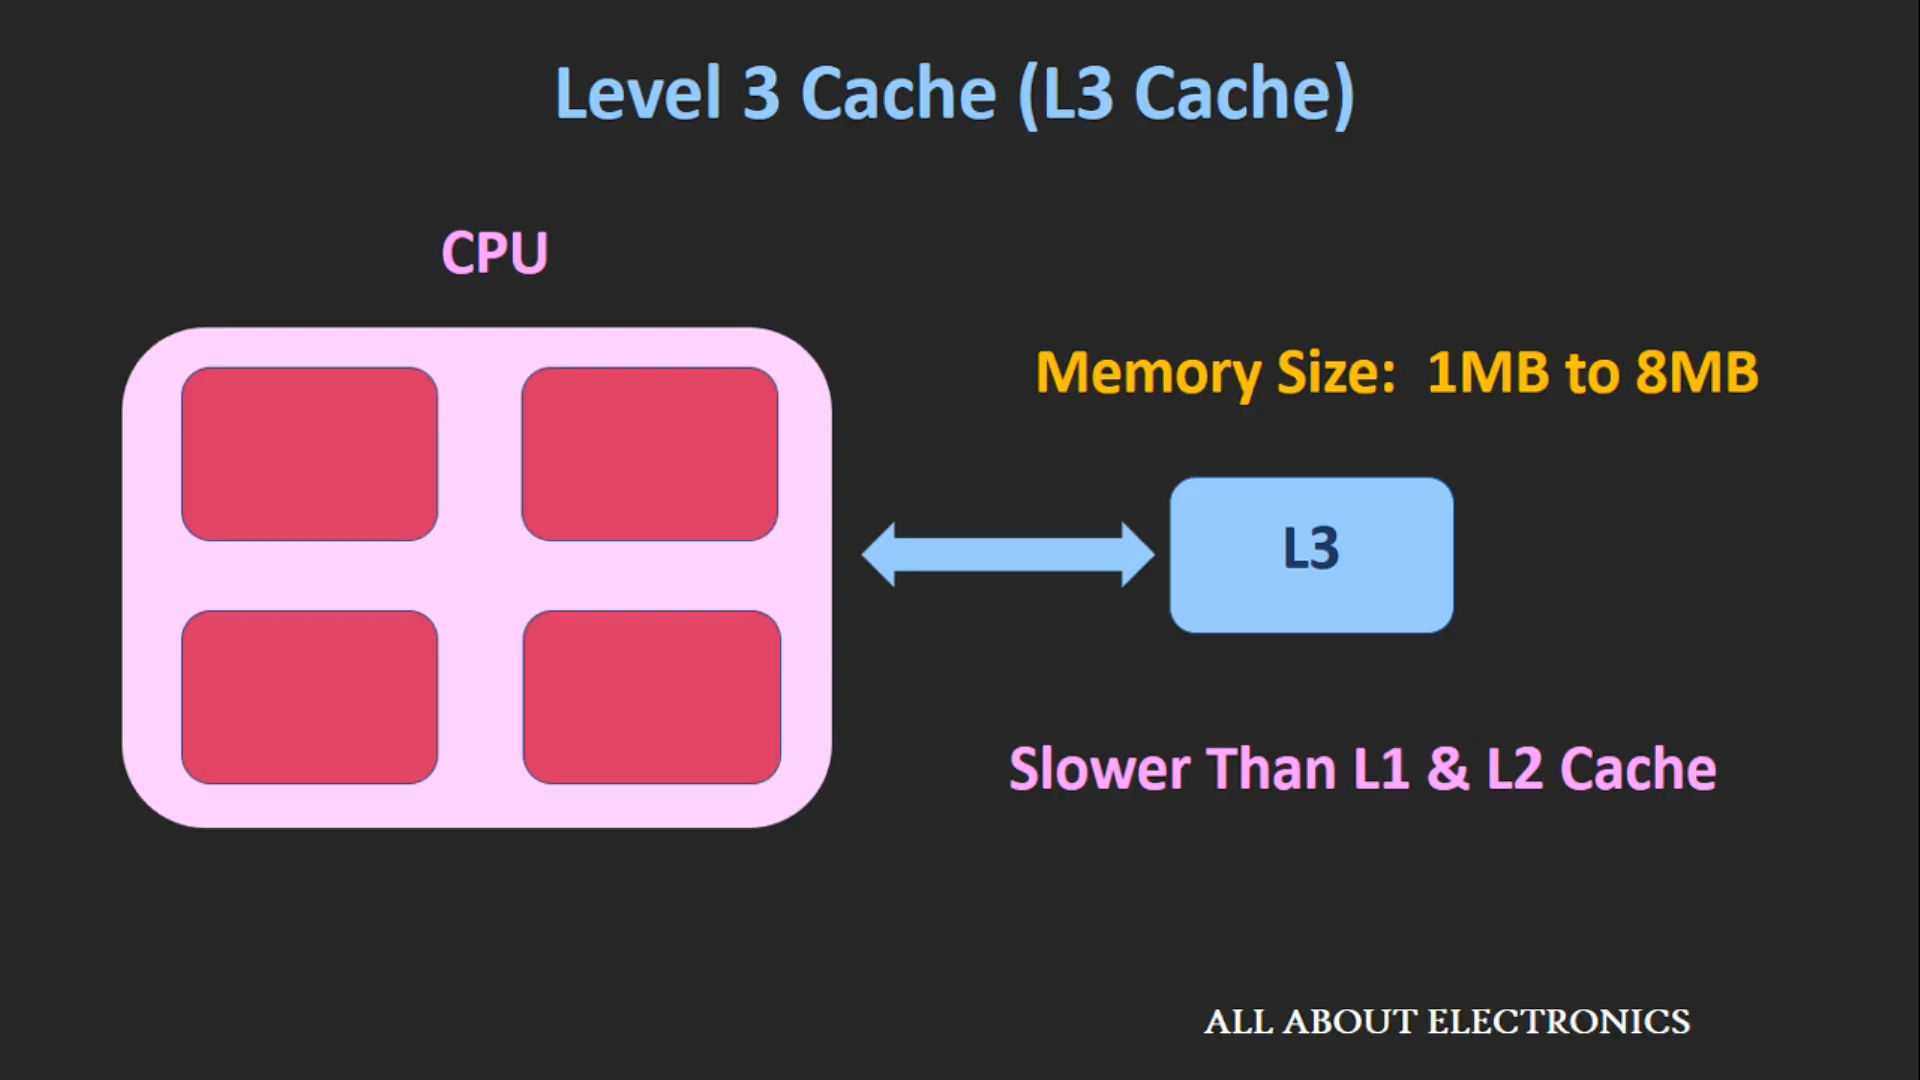 Level 3 Cache (L3 Cache)
CPU
Memory Size: 1MB to 8MB
L3
Slower Than L1 & L2 Cache
ALL ABOUT ELECTRONICS